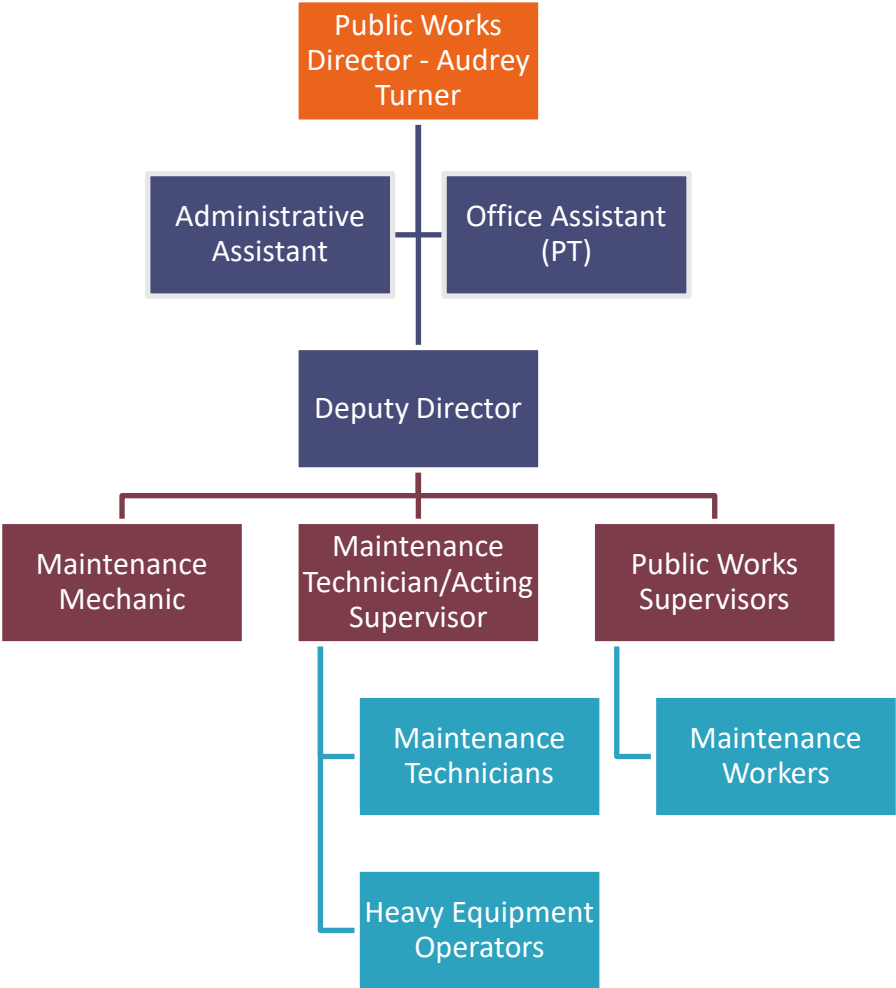 Public Works
Director - Audrey
Turner
Administrative
Assistant
Office Assistant
(PT)
Deputy Director
Maintenance
Mechanic
Maintenance
Technician/Acting
Supervisor
Public Works
Supervisors
Maintenance
Technicians
Maintenance
Workers
Heavy Equipment
Operators